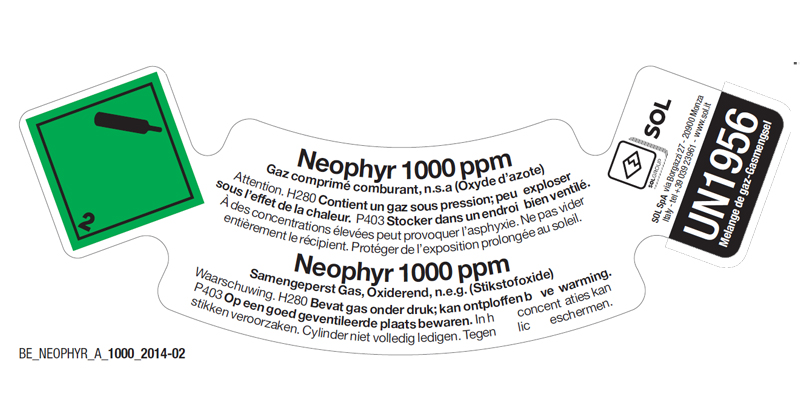 2
Neophyr 1000 ppm
Gaz comprimé comburant, n.s.a (Oxyde d'azote)
Attention. H280 Contient un gaz sous pression; peu exploser
sous l'effet de la chaleur. P403 Stocker dans un endroi bien ventilé.
À des concentrations élevées peut provoquer l'asphyxie. Ne pas vider
entièrement le récipient. Protéger de l'exposition prolongée au soleil.
Neophyr 1000 ppm
Samengeperst Gas, Oxiderend, n.e.g. (Stikstofoxide)
Waarschuwing. H280 Bevat gas onder druk; kan ontploffen b ve warming.
P403 Op een goed geventileerde plaats bewaren. In h concent aties kan
stikken veroorzaken. Cylinder niet volledig ledigen. Tegen lic eschermen.
SOLGROUP
SOL
SOL SpA via Borgazzi 27 - 20900 Monza
Italy - tel +39 039 23961 - www.sol.it
UN1956
Melange de gaz-Gasmengsel
BE_NEOPHYR_A_1000_2014-02